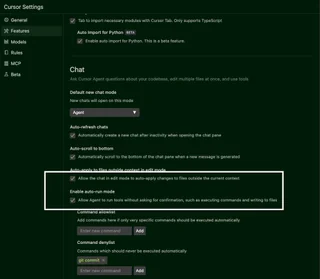 Cursor Settings
General
Features
Models
Rules
MCP
Beta
Tab to import necessary modules with Cursor Tab. Only supports TypeScript
Auto Import for Python BETA
Enable auto import for Python. This is a beta feature.
Chat
Ask Cursor Agent questions about your codebase, edit multiple files at once, and use tools
Default new chat mode
New chats will open on this mode
Agent
Auto-refresh chats
Automatically create a new chat after inactivity when opening the chat pane
Auto-scroll to bottom
Automatically scroll to the bottom of the chat pane when a new message is generated
Auto-apply to files outside context in edit mode
Allow the chat in edit mode to auto-apply changes to files outside the current context.
Enable auto-run mode
Allow Agent to run tools without asking for confirmation, such as executing commands and writing to files
Command allowlist
Add commands here if you only very specific commands should be executed automatically
Enter new command Add
Command denylist
Commands which should never be executed automatically
git commit ×
Enter new command Add